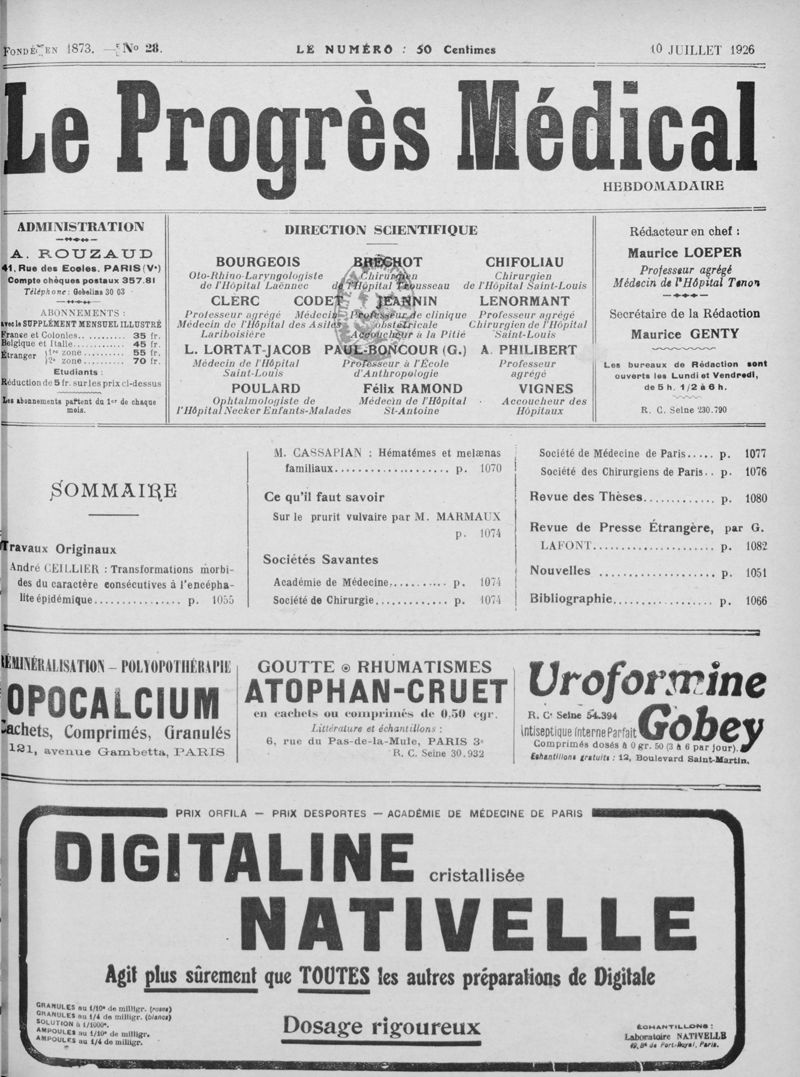 FONDÉ EN 1873. — No 28.
LE NUMÉRO : 50 Centimes
10 JUILLET 1926
Le Progrès Médical
HEBDOMADAIRE
ADMINISTRATION
A. ROUZAUD
41, Rue des Ecoles. PARIS (Ve)
Compte chèques postaux 357.81
Téléphone : Gobelins 30 03
ABONNEMENTS :
avec le SUPPLÉMENT MENSUEL ILLUSTRÉ
France et Colonies.......... 35 fr.
Belgique et Italie............ 45 fr.
Étranger 1re zone ......... 55 fr.
2e zone ......... 70 fr.
Etudiants :
Réduction de 5 fr. sur les prix ci-dessus
Les abonnements partent du 1er de chaque
mois.
DIRECTION SCIENTIFIQUE
BOURGEOIS
Oto-Rhino-Laryngologiste
de l'Hôpital Laënnec
BRÉCHOT
Chirurgien
de l'Hôpital Trousseau
CHIFOLIAU
Chirurgien
de l'Hôpital Saint-Louis
CLERC
Professeur agrégé
Médecin de l'Hôpital
Lariboisière
CODET
Médecin
des Asiles
JEANNIN
Professeur de clinique
obstétricale
Accoucheur à la Pitié
LENORMANT
Professeur agrégé
Chirurgien de l'Hôpital
Saint-Louis
L. LORTAT-JACOB
Médecin de l'Hôpital
Saint-Louis
PAUL-BONCOUR (G.)
Professeur à l'École
d'Anthropologie
A. PHILIBERT
Professeur
agrégé
POULARD
Ophtalmologiste de
l'Hôpital Necker Enfants-Malades
Félix RAMOND
Médecin de l'Hôpital
St-Antoine
VIGNES
Accoucheur des
Hôpitaux
Rédacteur en chef :
Maurice LOEPER
Professeur agrégé
Médecin de l'Hôpital Tenon
Secrétaire de la Rédaction
Maurice GENTY
Les bureaux de Rédaction sont
ouverts les Lundi et Vendredi,
de 5 h. 1/2 à 6 h.
R. C. Seine 230.790
SOMMAIRE
Travaux Originaux
André CEILLIER : Transformations morbi-
des du caractère consécutives à l'encépha-
lite épidémique................ p. 1055
M. CASSAPIAN : Hématémes et melænas
familiaux..................... p. 1070
Ce qu'il faut savoir
Sur le prurit vulvaire par M. MARMAUX
p. 1074
Sociétés Savantes
Académie de Médecine........... p. 1074
Société de Chirurgie............. p. 1074
Société de Médecine de Paris..... p. 1077
Société des Chirurgiens de Paris.. p. 1076
Revue des Thèses............. p. 1080
Revue de Presse Étrangère, par G.
LAFONT...................... p. 1082
Nouvelles ..................... p. 1051
Bibliographie.................. p. 1066
RÉMINÉRALISATION – POLYOPOTHÉRAPIE
OPOCALCIUM
Cachets, Comprimés, Granulés
121, avenue Gambetta, PARIS
GOUTTE ⊛ RHUMATISMES
ATOPHAN-CRUET
en cachets ou comprimés de 0,50 cgr.
Littérature et échantillons :
6, rue du Pas-de-la-Mule, PARIS 3e
R. C. Seine 30.932
Uroformine
R. Ce Seine 54.394
Gobey
Antiseptique Interne Parfait
Comprimés dosés à 0 gr. 50 (3 à 6 par jour).
Échantillons gratuits : 12, Boulevard Saint-Martin.
PRIX ORFILA — PRIX DESPORTES — ACADÉMIE DE MÉDECINE DE PARIS
DIGITALINE
cristallisée
NATIVELLE
Agit plus sûrement que TOUTES les autres préparations de Digitale
GRANULES au 1/10e de milligr. (roses)
GRANULES au 1/4 de milligr. (blancs)
SOLUTION à 1/1000e.
AMPOULES au 1/10e de milligr.
AMPOULES au 1/4 de milligr.
Dosage rigoureux
ÉCHANTILLONS :
Laboratoire NATIVELLE
49, Bd de Port-Royal, Paris.